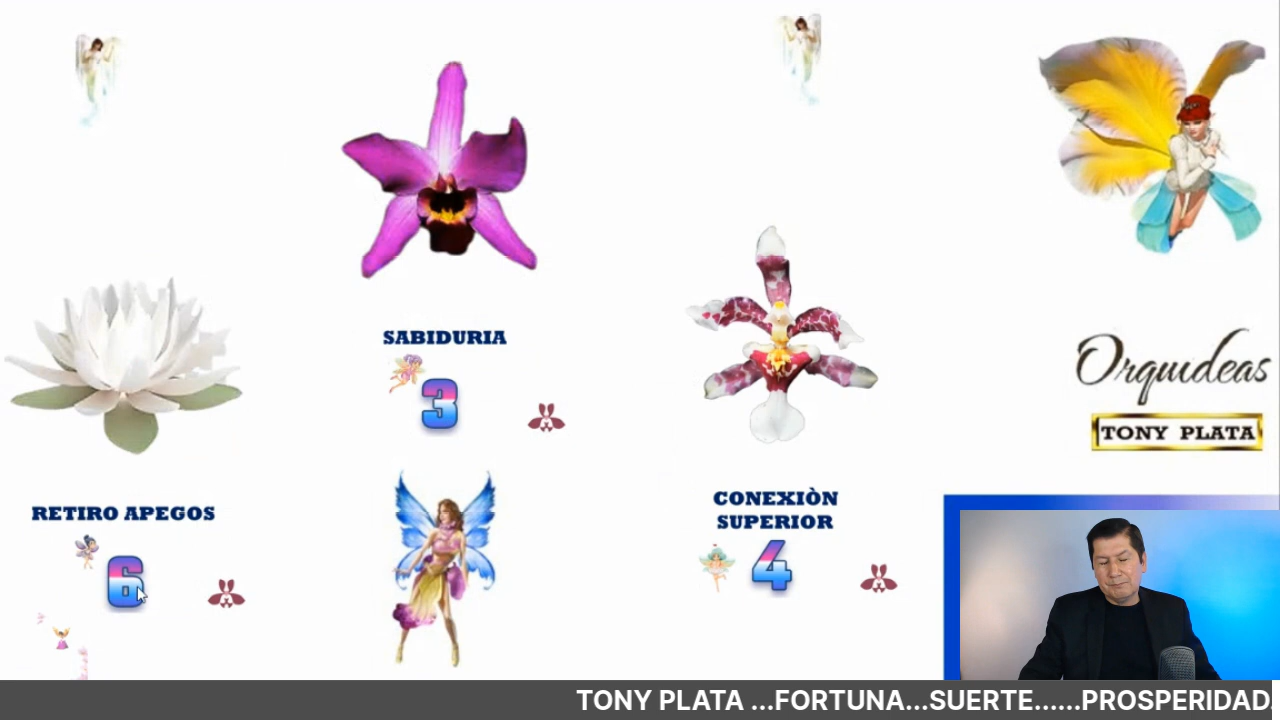 SABIDURIA
3
Orquideas
TONY PLATA
RETIRO APEGOS
6
CONEXIÒN
SUPERIOR
4
TONY PLATA ...FORTUNA...SUERTE......PROSPERIDAD.